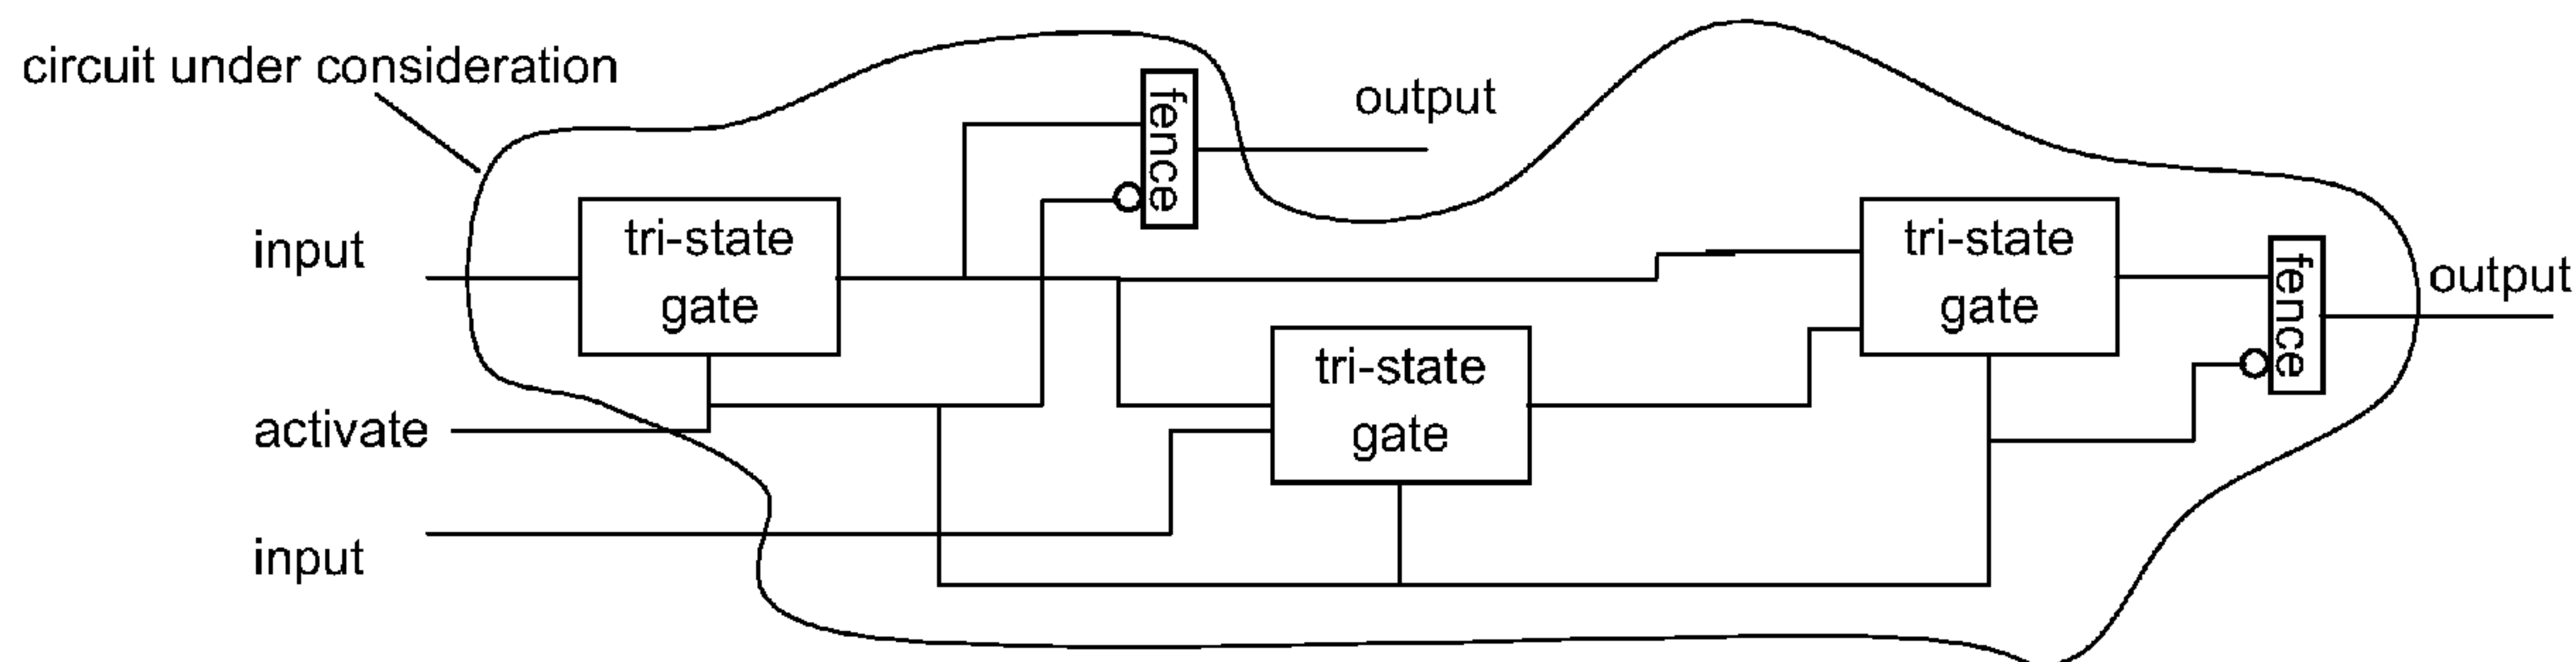 circuit under consideration
output
fence
input
tri-state
gate
tri-state
gate
fence
output
tri-state
gate
activate
input